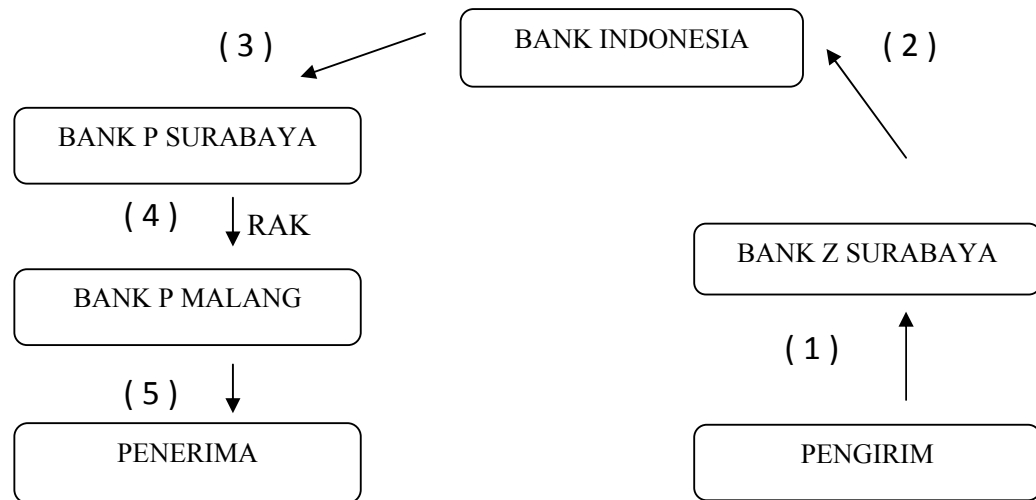 ( 3 )
BANK INDONESIA
( 2 )
BANK P SURABAYA
( 4 )
RAK
BANK Z SURABAYA
BANK P MALANG
( 1 )
( 5 )
PENERIMA
PENGIRIM